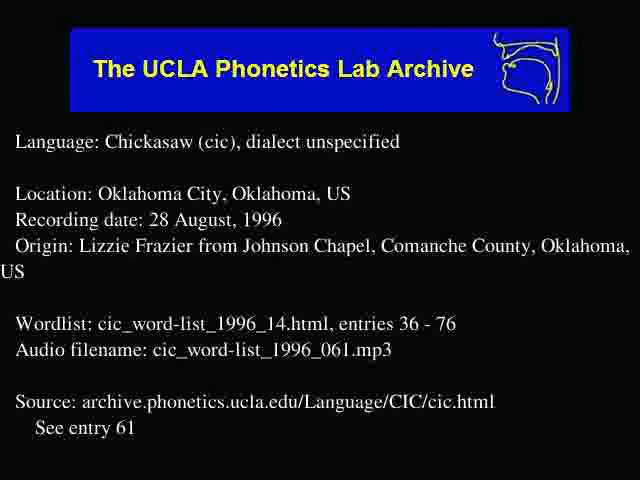 The UCLA Phonetics Lab Archive
Language: Chickasaw (cic), dialect unspecified
Location: Oklahoma City, Oklahoma, US
Recording date: 28 August, 1996
Origin: Lizzie Frazier from Johnson Chapel, Comanche County, Oklahoma,
US
Wordlist: cic_word-list_1996_14.html, entries 36 - 76
Audio filename: cic_word-list_1996_061.mp3
Source: archive.phonetics.ucla.edu/Language/CIC/cic.html
See entry 61